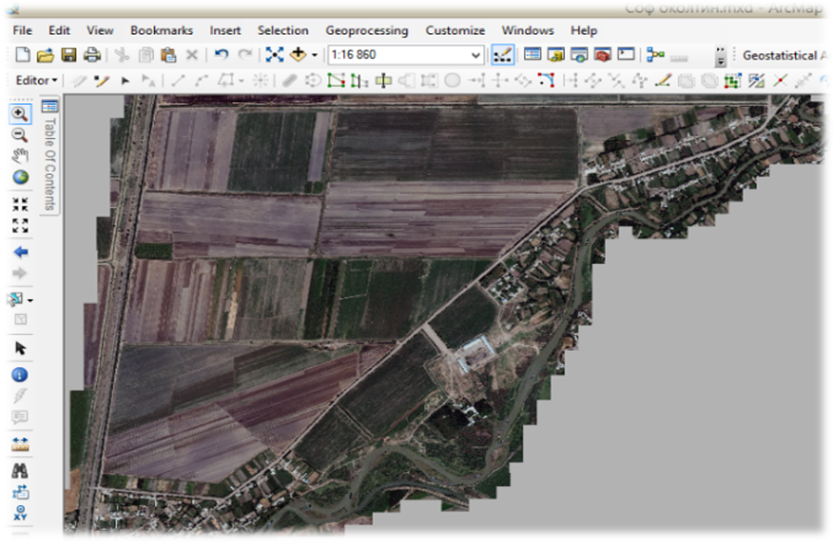 Соф околтин.mxd - ArcMap
File Edit View Bookmarks Insert Selection Geoprocessing Customize Windows Help
1:16 860
Geostatistical A
Editor
Table Of Contents
XY